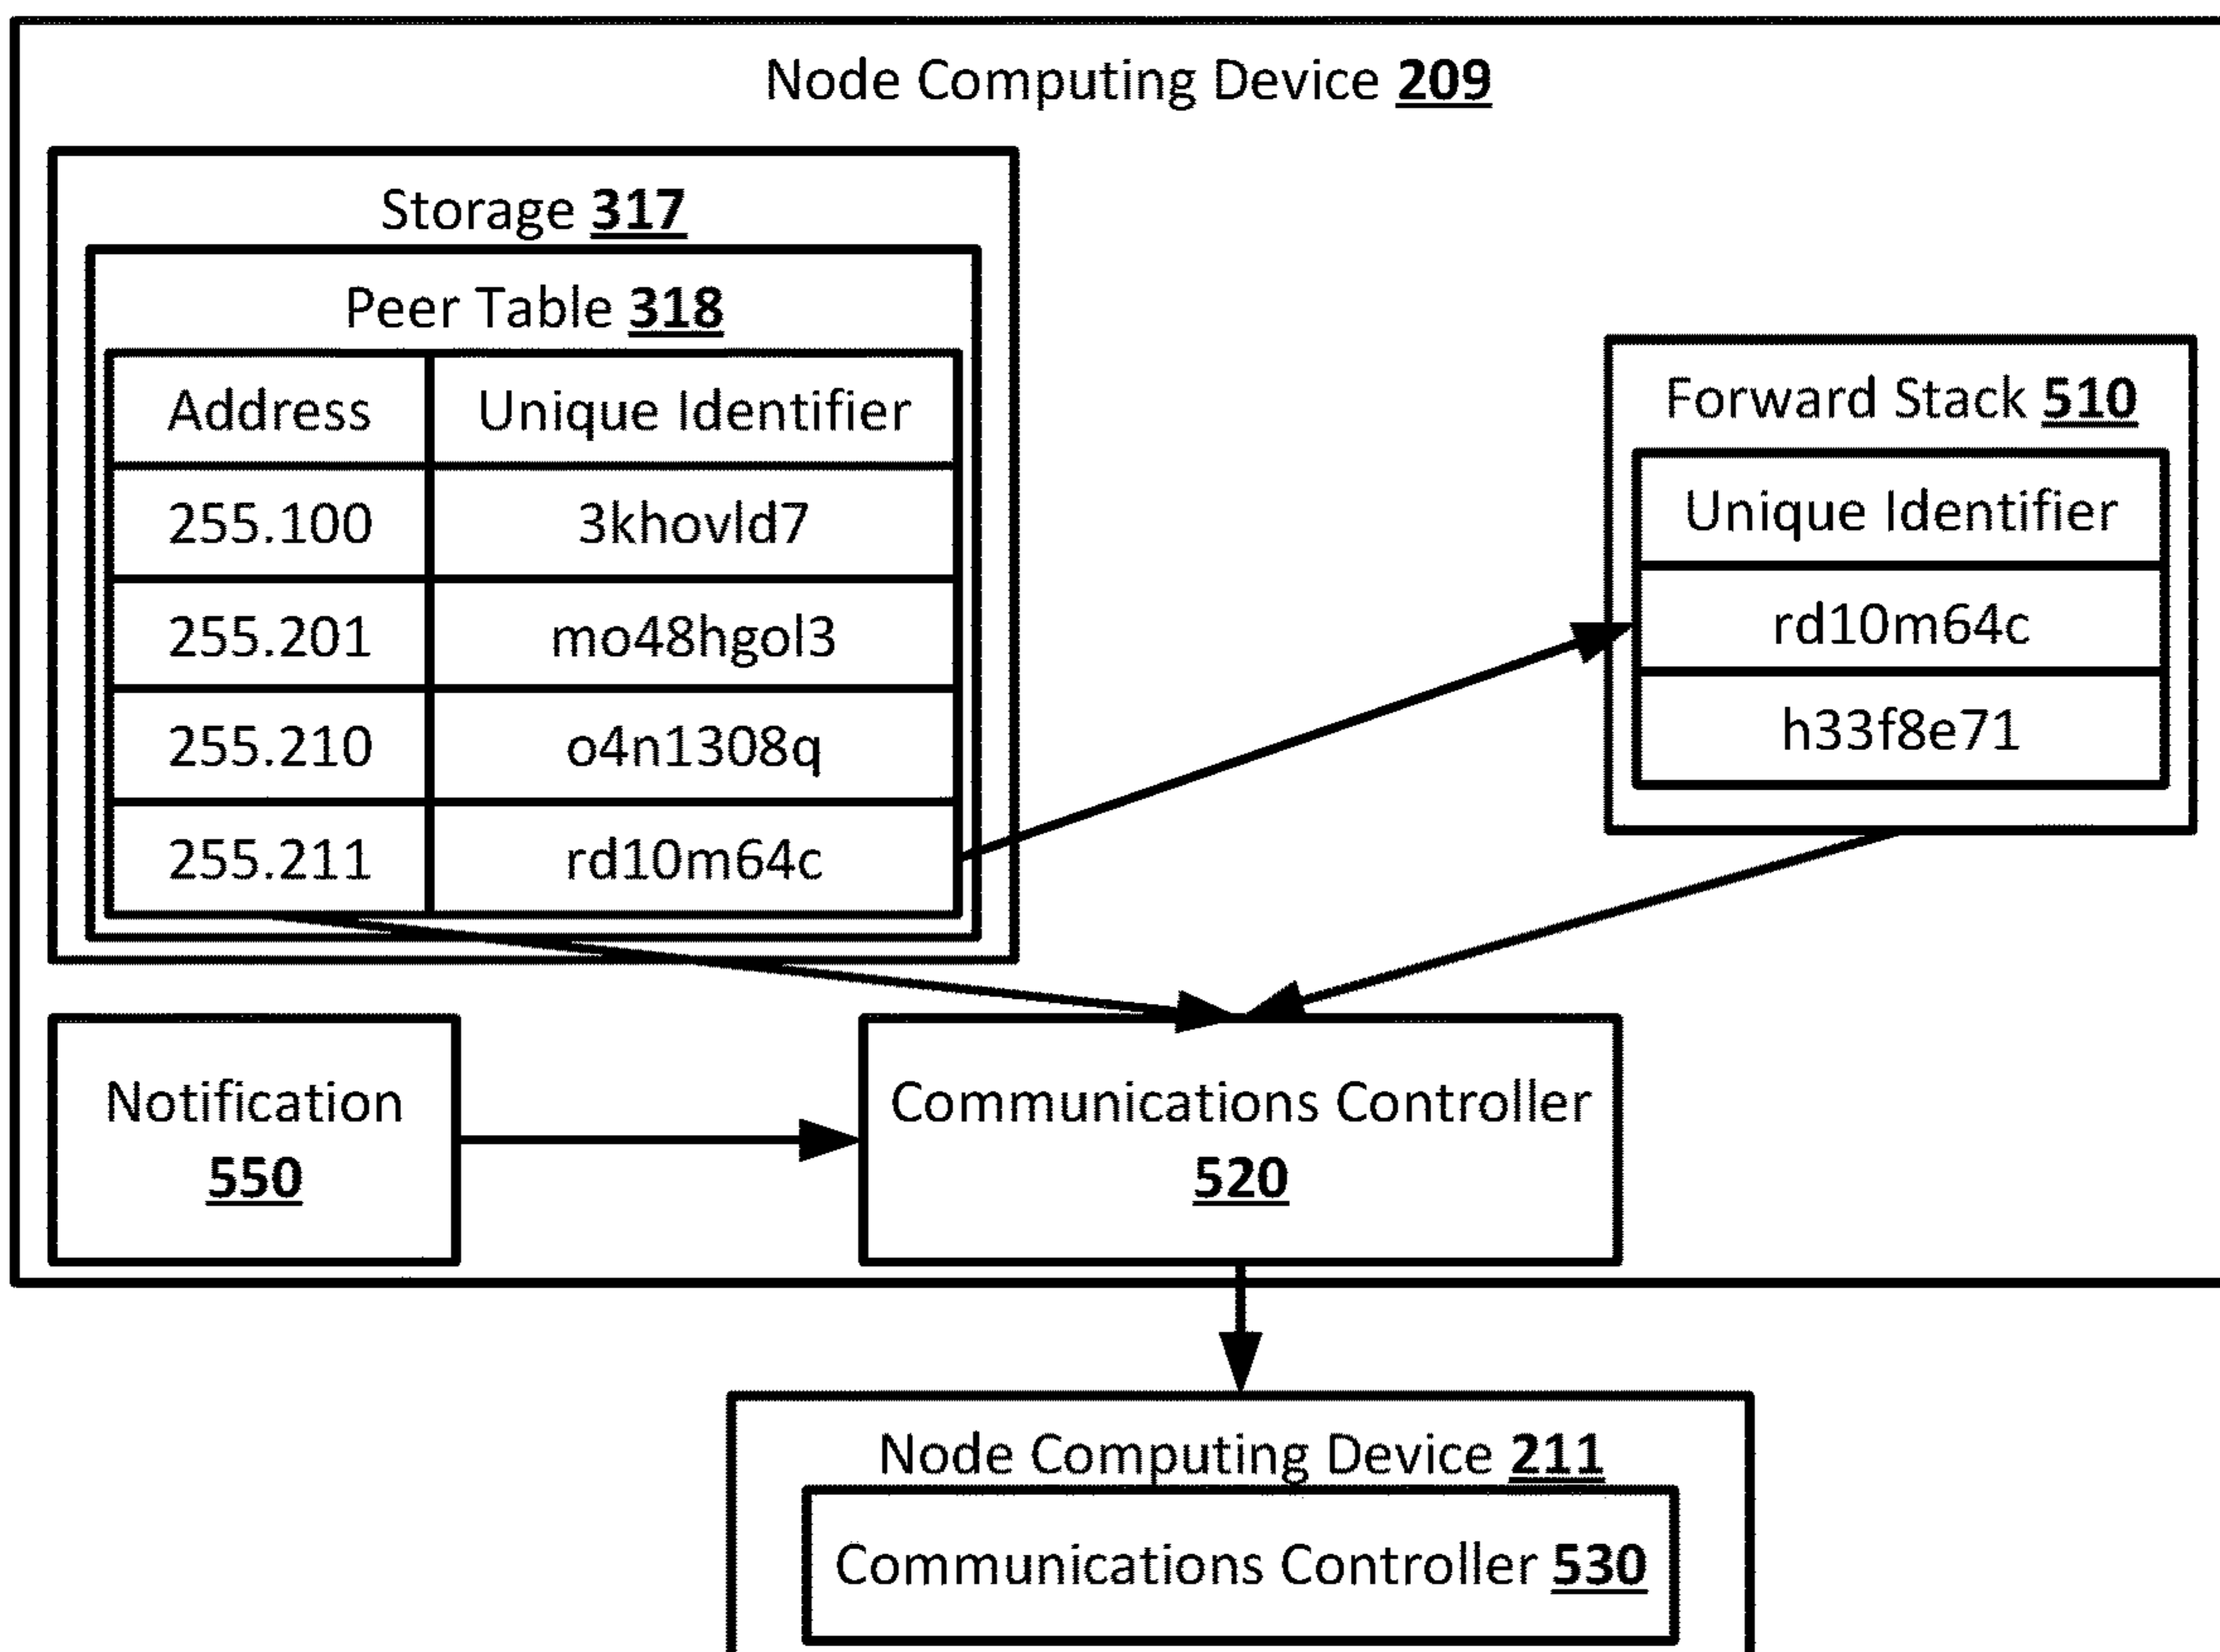 Node Computing Device 209
Storage 317
Peer Table 318
Address Unique Identifier
255.100 3khovld7
255.201 mo48hgol3
255.210 o4n1308q
255.211 rd10m64c
Forward Stack 510
Unique Identifier
rd10m64c
h33f8e71
Notification
550
Communications Controller
520
Node Computing Device 211
Communications Controller 530